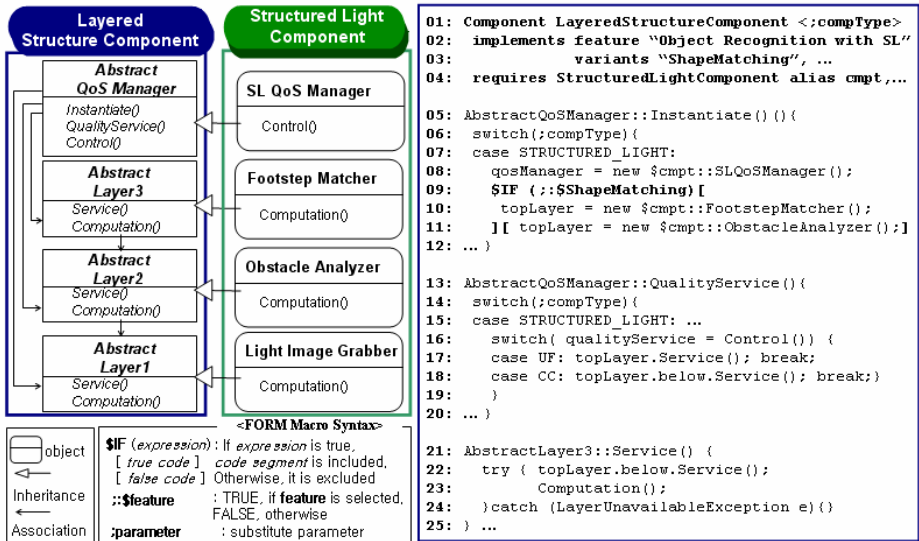 Layered
Structure Component
Structured Light
Component
Abstract
QoS Manager
Instantiate()
QualityService()
Control()
Abstract
Layer3
Service()
Computation()
Abstract
Layer2
Service()
Computation()
Abstract
Layer1
Service()
Computation()
SL QoS Manager
Control()
Footstep Matcher
Computation()
Obstacle Analyzer
Computation()
Light Image Grabber
Computation()
object
Inheritance
Association
<FORM Macro Syntax>
$IF (expression) : If expression is true,
[ true code ] code segment is included,
[ false code ] Otherwise, it is excluded
;:$feature : TRUE, if feature is selected,
FALSE, otherwise
;parameter : substitute parameter
01: Component LayeredStructureComponent <;compType>
02: implements feature “Object Recognition with SL”
03: variants “ShapeMatching”, …
04: requires StructuredLightComponent alias cmpt,…
05: AbstractQoSManager::Instantiate()(){
06: switch(;compType){
07: case STRUCTURED_LIGHT:
08: qosManager = new $cmpt::SLQoSManager();
09: $IF (;:$ShapeMatching)[
10: topLayer = new $cmpt::FootstepMatcher();
11: ][ topLayer = new $cmpt::ObstacleAnalyzer();]
12: … }
13: AbstractQoSManager::QualityService(){
14: switch(;compType){
15: case STRUCTURED_LIGHT: …
16: switch( qualityService = Control()) {
17: case UF: topLayer.Service(); break;
18: case CC: topLayer.below.Service(); break;}
19: }
20: … }
21: AbstractLayer3::Service() {
22: try { topLayer.below.Service();
23: Computation();
24: }catch (LayerUnavailableException e){}
25: } …